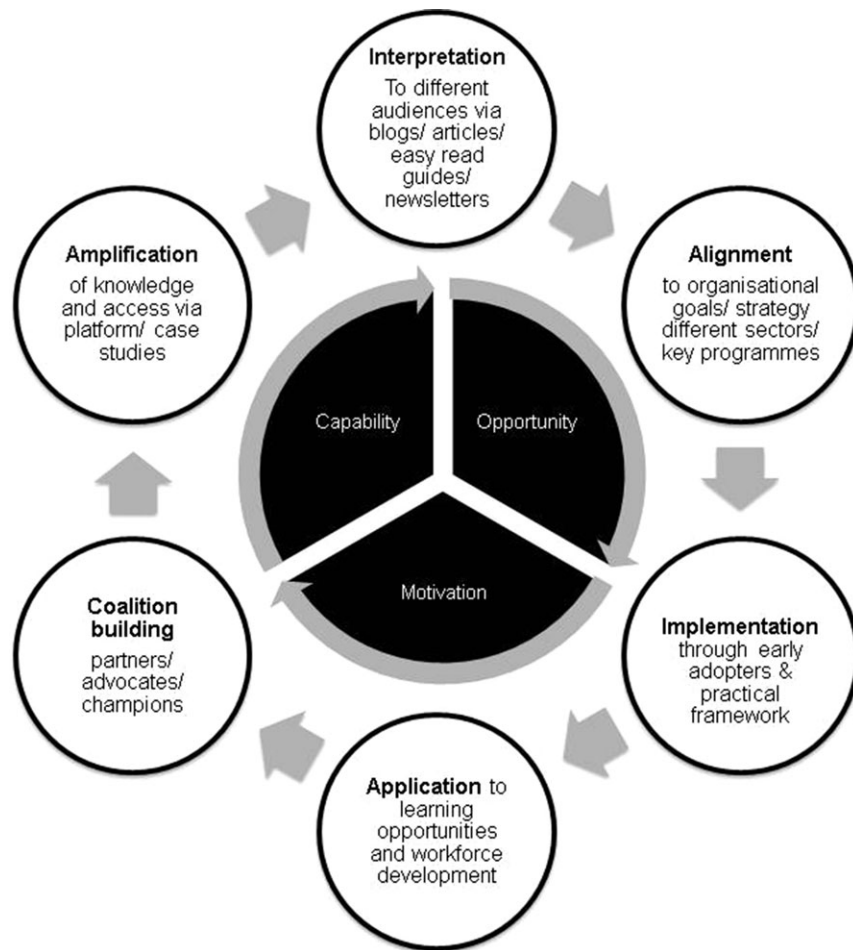 Interpretation
To different
audiences via
blogs/ articles/
easy read
guides/
newsletters
Alignment
to organisational
goals/ strategy
different sectors/
key programmes
Implementation
through early
adopters &
practical
framework
Application to
learning
opportunities
and workforce
development
Coalition
building
partners/
advocates/
champions
Amplification
of knowledge
and access via
platform/ case
studies
Capability
Opportunity
Motivation